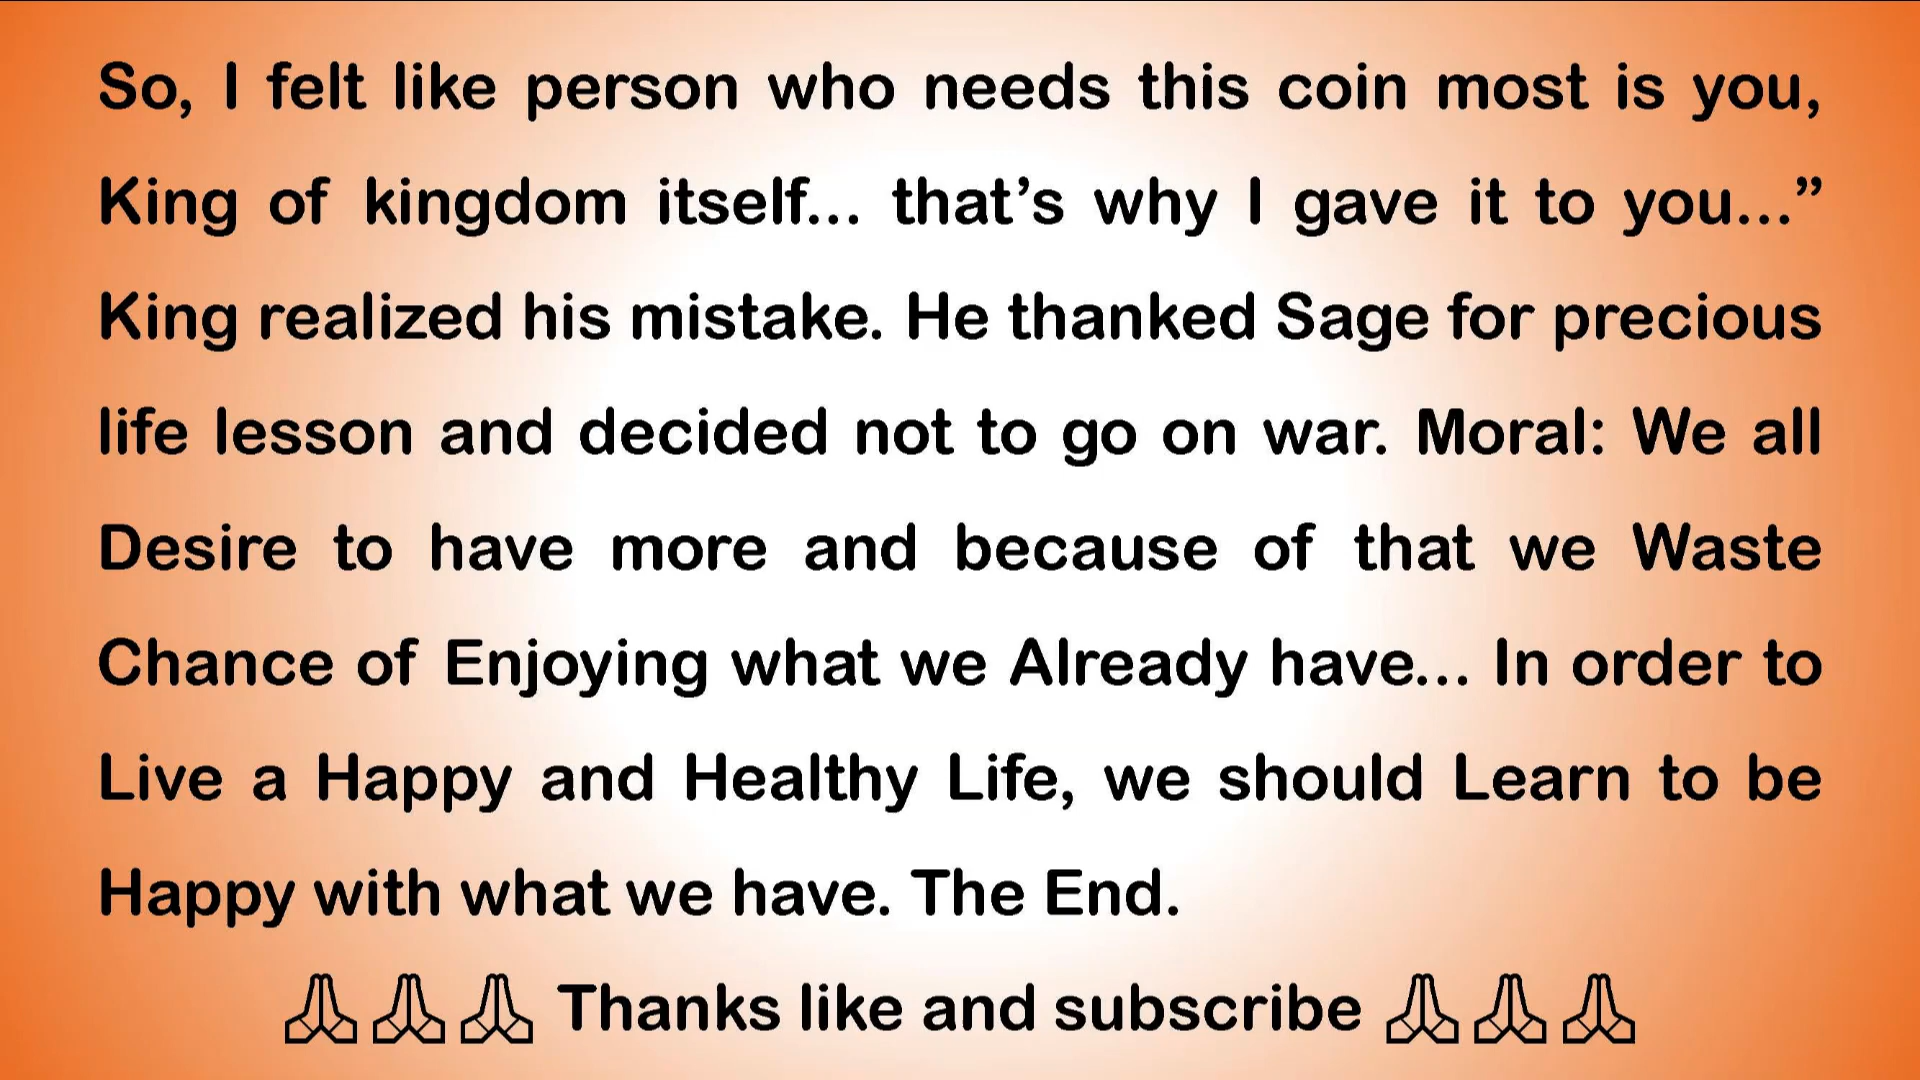 So, I felt like person who needs this coin most is you,
King of kingdom itself... that’s why I gave it to you...”
King realized his mistake. He thanked Sage for precious
life lesson and decided not to go on war. Moral: We all
Desire to have more and because of that we Waste
Chance of Enjoying what we Already have... In order to
Live a Happy and Healthy Life, we should Learn to be
Happy with what we have. The End.
🙏🙏🙏 Thanks like and subscribe 🙏🙏🙏